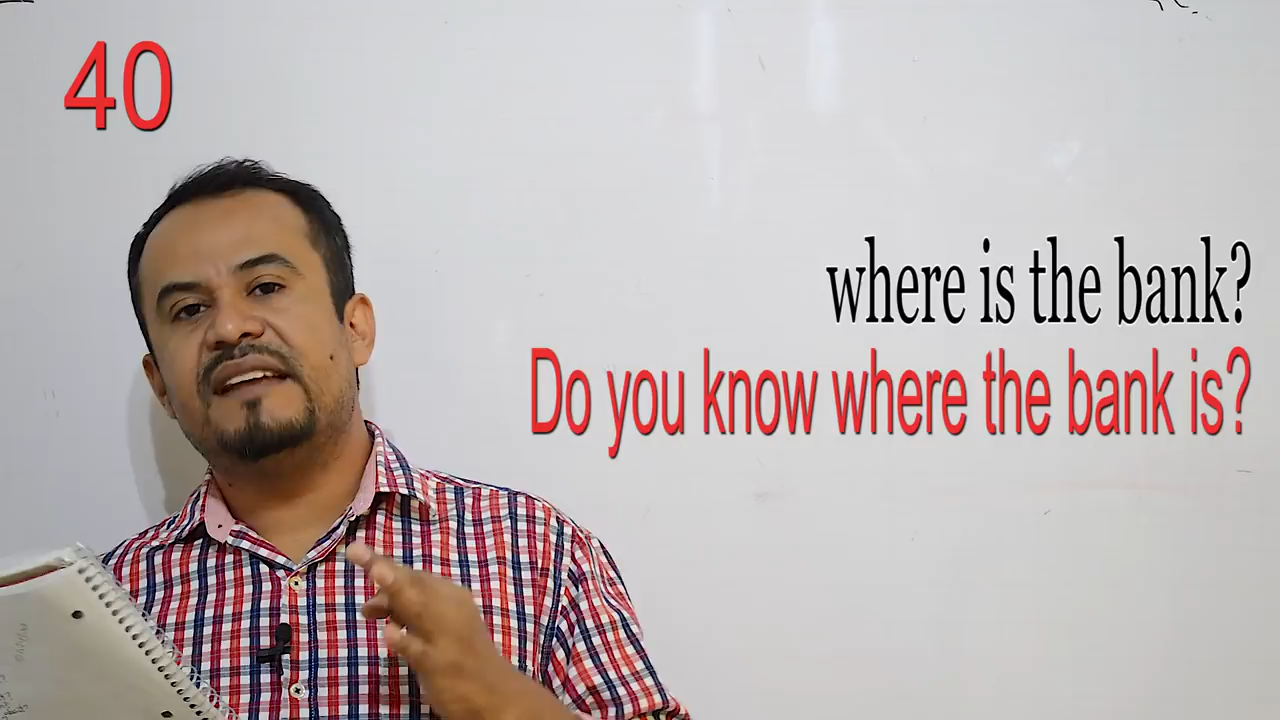 40
where is the bank?
Do you know where the bank is?